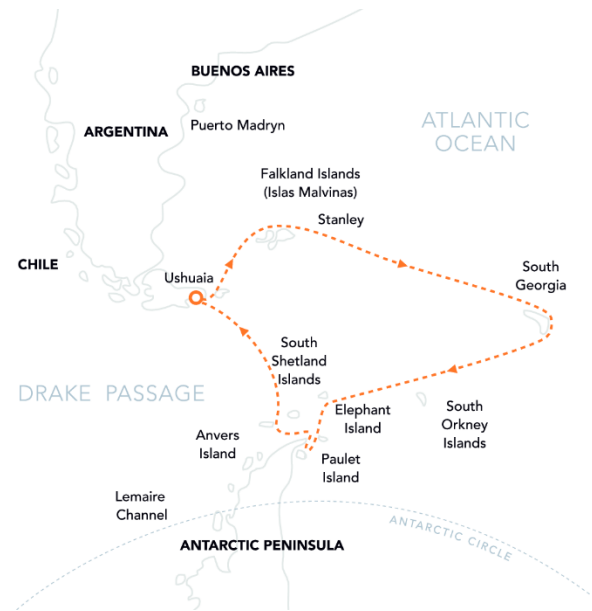 BUENOS AIRES
ARGENTINA
Puerto Madryn
ATLANTIC
OCEAN
Falkland Islands
(Islas Malvinas)
Stanley
CHILE
Ushuaia
South
Georgia
South
Shetland
Islands
DRAKE PASSAGE
Elephant
Island
South
Orkney
Islands
Anvers
Island
Paulet
Island
Lemaire
Channel
ANTARCTIC CIRCLE
ANTARCTIC PENINSULA